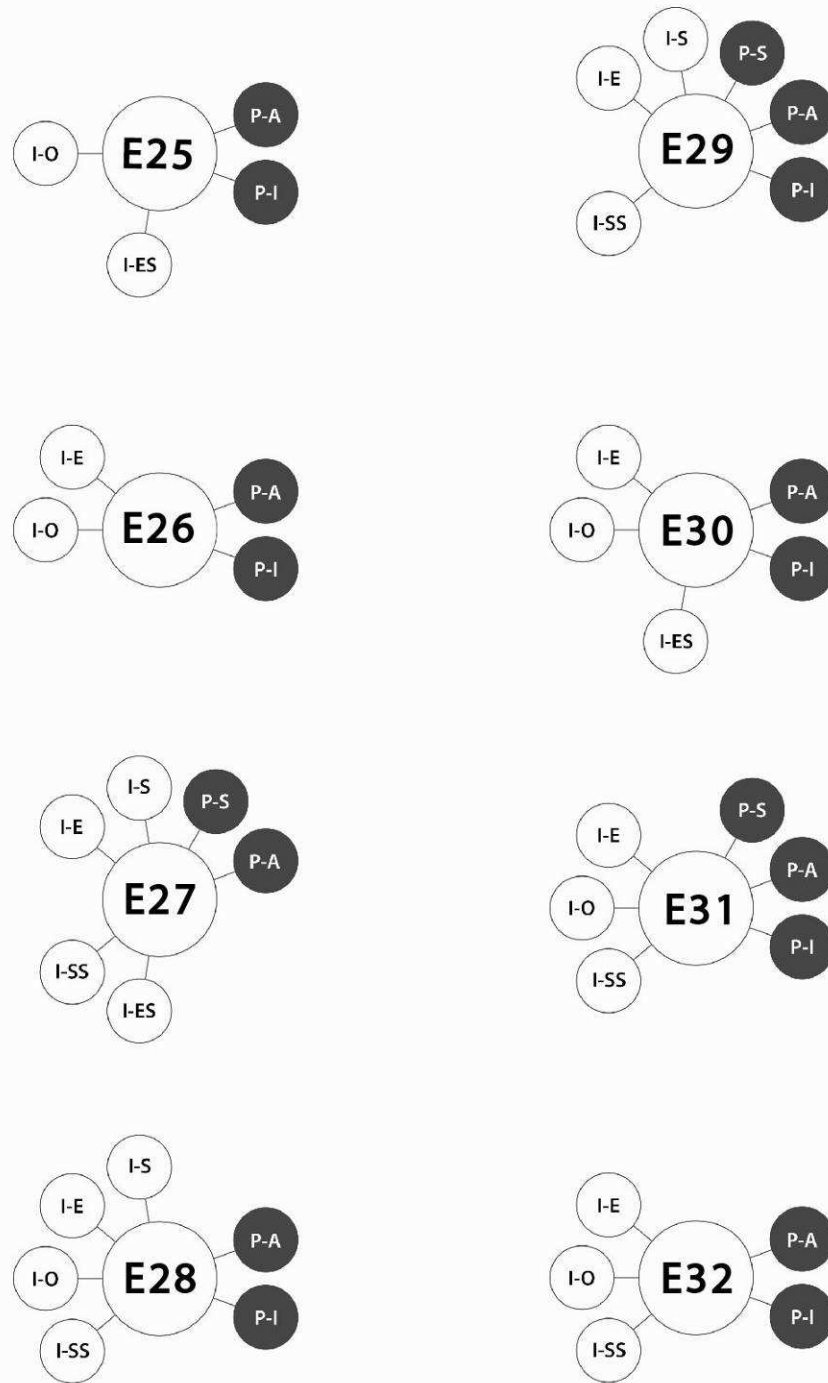 P-A
I-O
E25
P-I
I-ES
I-S
P-S
I-E
P-A
E29
P-I
I-SS
I-E
P-A
I-O
E26
P-I
I-E
P-A
I-O
E30
P-I
I-ES
I-S
P-S
I-E
P-A
E27
I-SS
I-ES
P-S
I-E
P-A
I-O
E31
P-I
I-SS
I-S
I-E
P-A
I-O
E28
P-I
I-SS
I-E
P-A
I-O
E32
P-I
I-SS